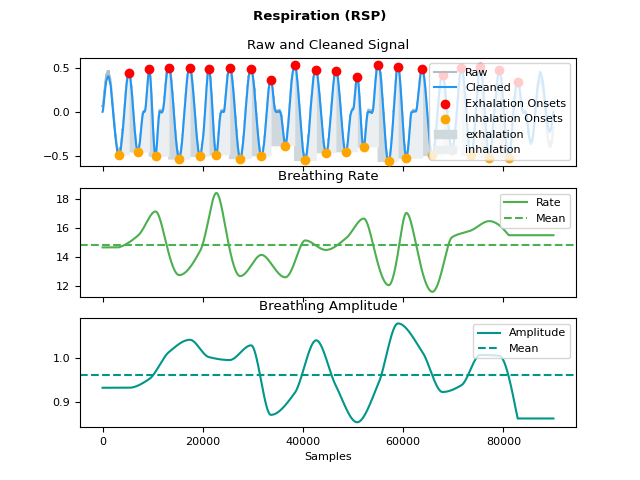 Respiration (RSP)
Raw and Cleaned Signal
0.5
0.0
−0.5
Raw
Cleaned
Exhalation Onsets
Inhalation Onsets
exhalation
inhalation
Breathing Rate
18
16
14
12
Rate
Mean
Breathing Amplitude
1.0
0.9
Amplitude
Mean
0 20000 40000 60000 80000
Samples